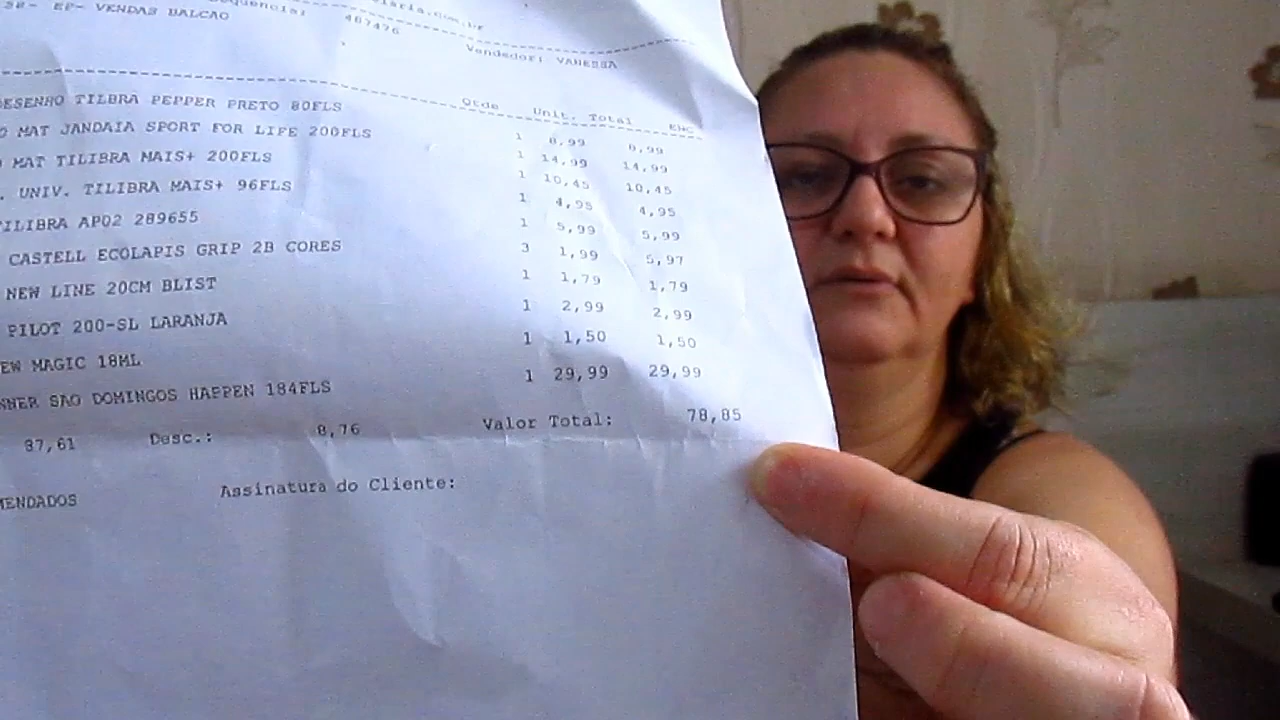 SR- EP- VENDAS BALCAO
487476
Vendedor: VANESSA
Qtde Unit. Total ENC
DESENHO TILBRA PEPPER PRETO 80FLS 1 8,99 8,99
O MAT JANDAIA SPORT FOR LIFE 200FLS 1 14,99 14,99
O MAT TILIBRA MAIS+ 200FLS 1 10,45 10,45
. UNIV. TILIBRA MAIS+ 96FLS 1 4,95 4,95
TILIBRA AP02 289655 1 5,99 5,99
CASTELL ECOLAPIS GRIP 2B CORES 3 1,99 5,97
NEW LINE 20CM BLIST 1 1,79 1,79
PILOT 200-SL LARANJA 1 2,99 2,99
EW MAGIC 18ML 1 1,50 1,50
NNER SAO DOMINGOS HAPPEN 184FLS 1 29,99 29,99
87,61 Desc.: 8,76 Valor Total: 78,85
MENDADOS Assinatura do Cliente: